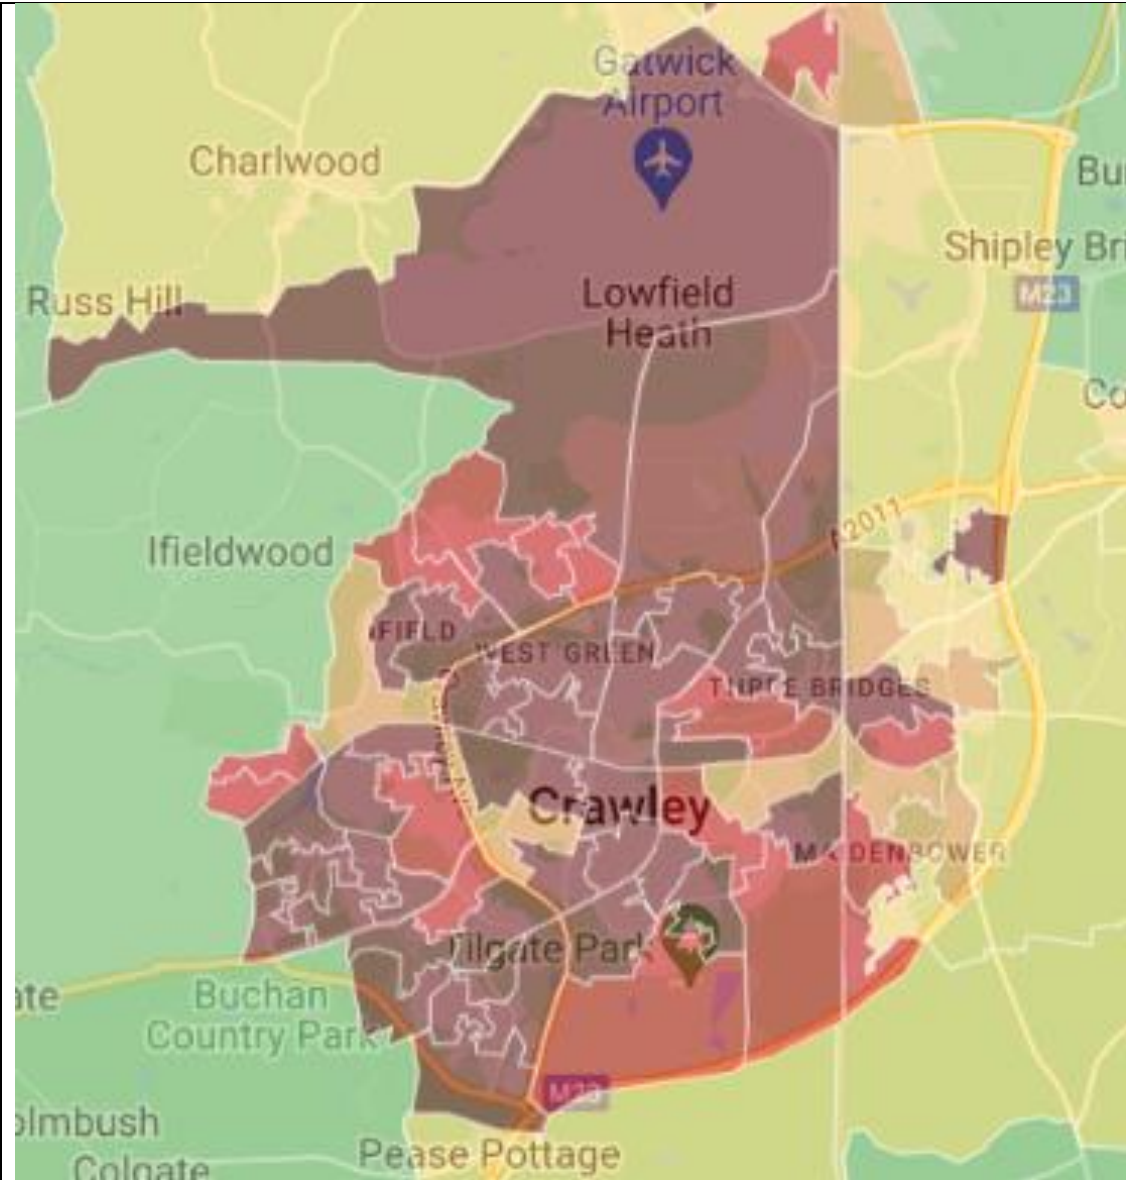 Gatwick
Airport
Charlwood
Shipley Bri
M23
Russ Hill
Lowfield
Heath
Co
A2011
Ifieldwood
IFIELD
WEST GREEN
THREE BRIDGES
Crawley
MAIDENBOWER
Tilgate Park
ate
Buchan
Country Park
M23
olmbush
Colgate
Pease Pottage